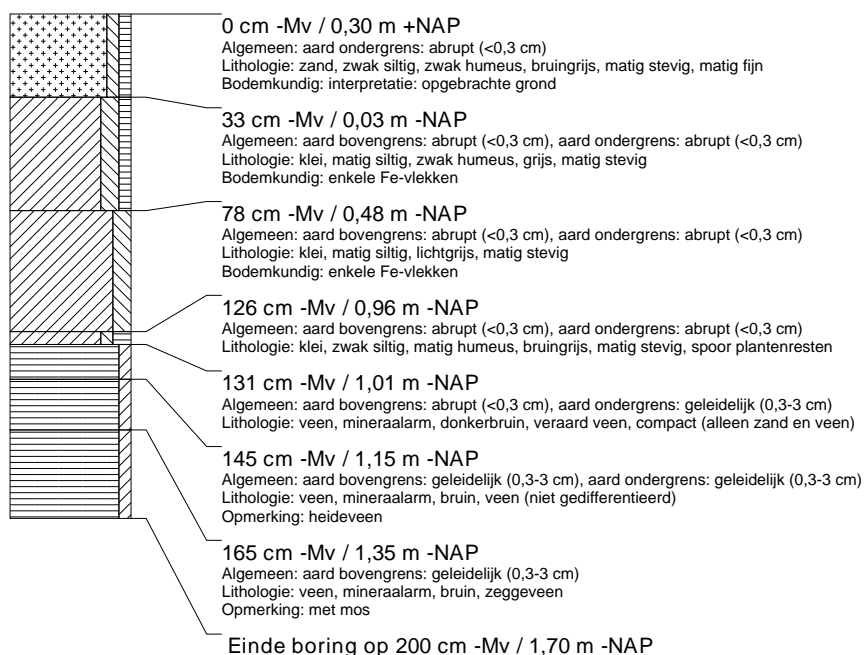 0 cm -Mv / 0,30 m +NAP
Algemeen: aard ondergrens: abrupt (<0,3 cm)
Lithologie: zand, zwak siltig, zwak humeus, bruingrijs, matig stevig, matig fijn
Bodemkundig: interpretatie: opgebrachte grond
33 cm -Mv / 0,03 m -NAP
Algemeen: aard bovengrens: abrupt (<0,3 cm), aard ondergrens: abrupt (<0,3 cm)
Lithologie: klei, matig siltig, zwak humeus, grijs, matig stevig
Bodemkundig: enkele Fe-vlekken
78 cm -Mv / 0,48 m -NAP
Algemeen: aard bovengrens: abrupt (<0,3 cm), aard ondergrens: abrupt (<0,3 cm)
Lithologie: klei, matig siltig, lichtgrijs, matig stevig
Bodemkundig: enkele Fe-vlekken
126 cm -Mv / 0,96 m -NAP
Algemeen: aard bovengrens: abrupt (<0,3 cm), aard ondergrens: abrupt (<0,3 cm)
Lithologie: klei, zwak siltig, matig humeus, bruingrijs, matig stevig, spoor plantenresten
131 cm -Mv / 1,01 m -NAP
Algemeen: aard bovengrens: abrupt (<0,3 cm), aard ondergrens: geleidelijk (0,3-3 cm)
Lithologie: veen, mineraalarm, donkerbruin, veraard veen, compact (alleen zand en veen)
145 cm -Mv / 1,15 m -NAP
Algemeen: aard bovengrens: geleidelijk (0,3-3 cm), aard ondergrens: geleidelijk (0,3-3 cm)
Lithologie: veen, mineraalarm, bruin, veen (niet gedifferentieerd)
Opmerking: heideveen
165 cm -Mv / 1,35 m -NAP
Algemeen: aard bovengrens: geleidelijk (0,3-3 cm)
Lithologie: veen, mineraalarm, bruin, zeggeveen
Opmerking: met mos
Einde boring op 200 cm -Mv / 1,70 m -NAP